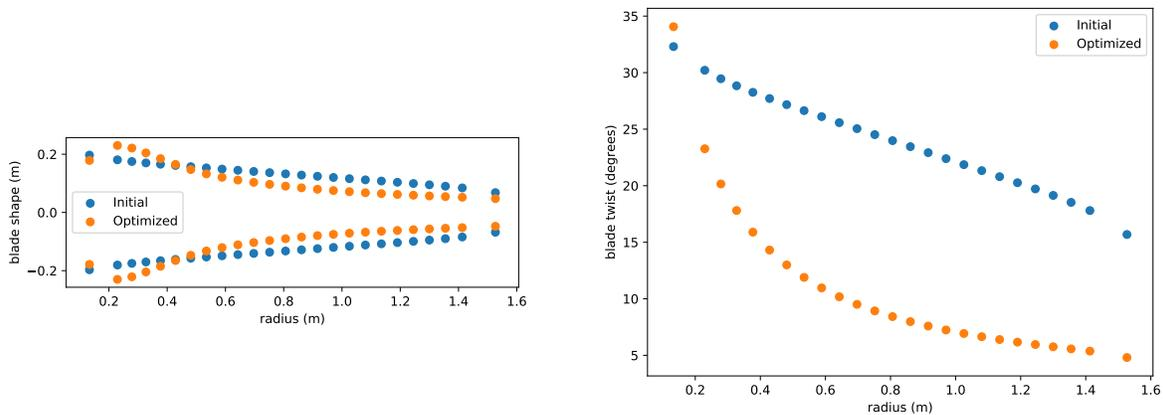 0.2
0.0
−0.2
blade shape (m)
Initial
Optimized
0.2 0.4 0.6 0.8 1.0 1.2 1.4 1.6
radius (m)
35
30
25
20
15
10
5
blade twist (degrees)
Initial
Optimized
0.2 0.4 0.6 0.8 1.0 1.2 1.4 1.6
radius (m)